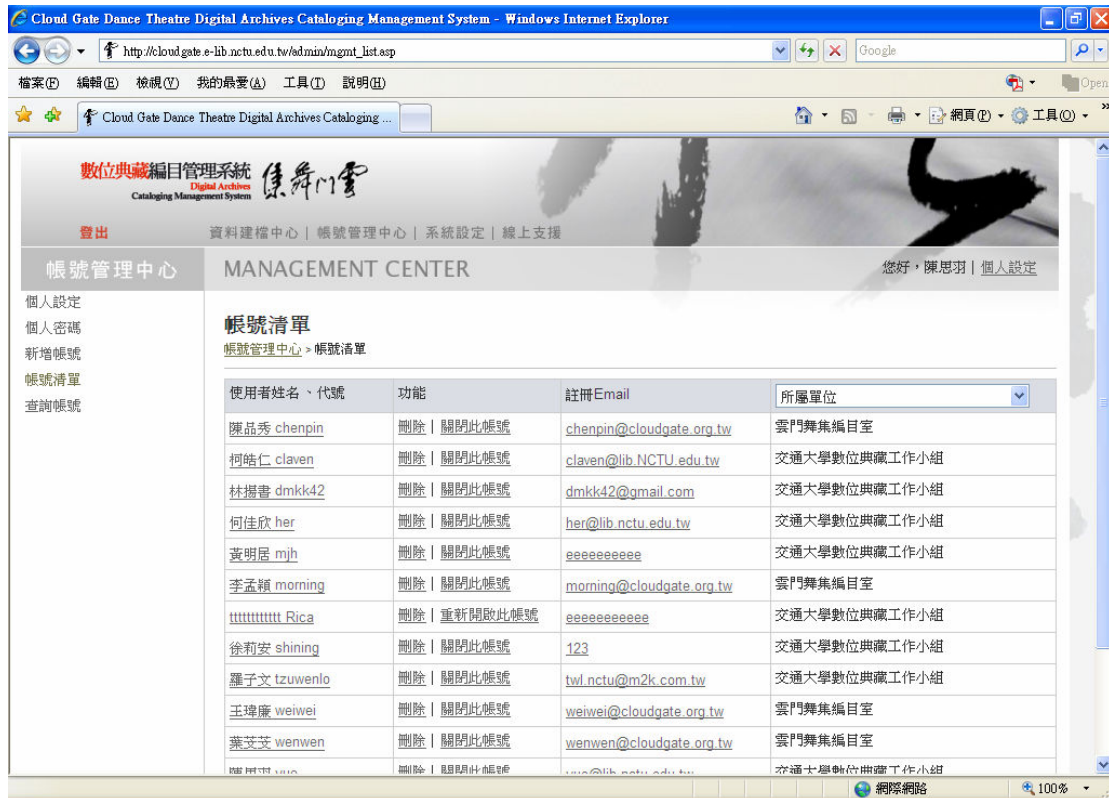 Cloud Gate Dance Theatre Digital Archives Cataloging Management System - Windows Internet Explorer
http://cloudgate.e-lib.nctu.edu.tw/admin/mgmt_list.asp
Google
檔案(F) 編輯(E) 檢視(V) 我的最愛(A) 工具(T) 說明(H)
Open
Cloud Gate Dance Theatre Digital Archives Cataloging ...
網頁(P) 工具(O) »
數位典藏編目管理系統
Digital Archives
Cataloging Management System
登出 資料建檔中心 | 帳號管理中心 | 系統設定 | 線上支援
帳號管理中心 MANAGEMENT CENTER 您好,陳思羽 | 個人設定
個人設定
個人密碼
新增帳號
帳號清單
查詢帳號
帳號清單
帳號管理中心 > 帳號清單
使用者姓名、代號 功能 註冊Email 所屬單位
陳品秀 chenpin 刪除 | 關閉此帳號 chenpin@cloudgate.org.tw 雲門舞集編目室
柯皓仁 claven 刪除 | 關閉此帳號 claven@lib.NCTU.edu.tw 交通大學數位典藏工作小組
林揚書 dmkk42 刪除 | 關閉此帳號 dmkk42@gmail.com 交通大學數位典藏工作小組
何佳欣 her 刪除 | 關閉此帳號 her@lib.nctu.edu.tw 交通大學數位典藏工作小組
黃明居 mjh 刪除 | 關閉此帳號 eeeeeeeeee 交通大學數位典藏工作小組
李孟穎 morning 刪除 | 關閉此帳號 morning@cloudgate.org.tw 雲門舞集編目室
tttttttttttt Rica 刪除 | 重新開啟此帳號 eeeeeeeeeee 交通大學數位典藏工作小組
徐莉安 shining 刪除 | 關閉此帳號 123 交通大學數位典藏工作小組
羅子文 tzuwenlo 刪除 | 關閉此帳號 twl.nctu@m2k.com.tw 交通大學數位典藏工作小組
王瑋廉 weiwei 刪除 | 關閉此帳號 weiwei@cloudgate.org.tw 雲門舞集編目室
葉芠芠 wenwen 刪除 | 關閉此帳號 wenwen@cloudgate.org.tw 雲門舞集編目室
刪除 | 關閉此帳號 交通大學數位典藏工作小組
網際網路 100%